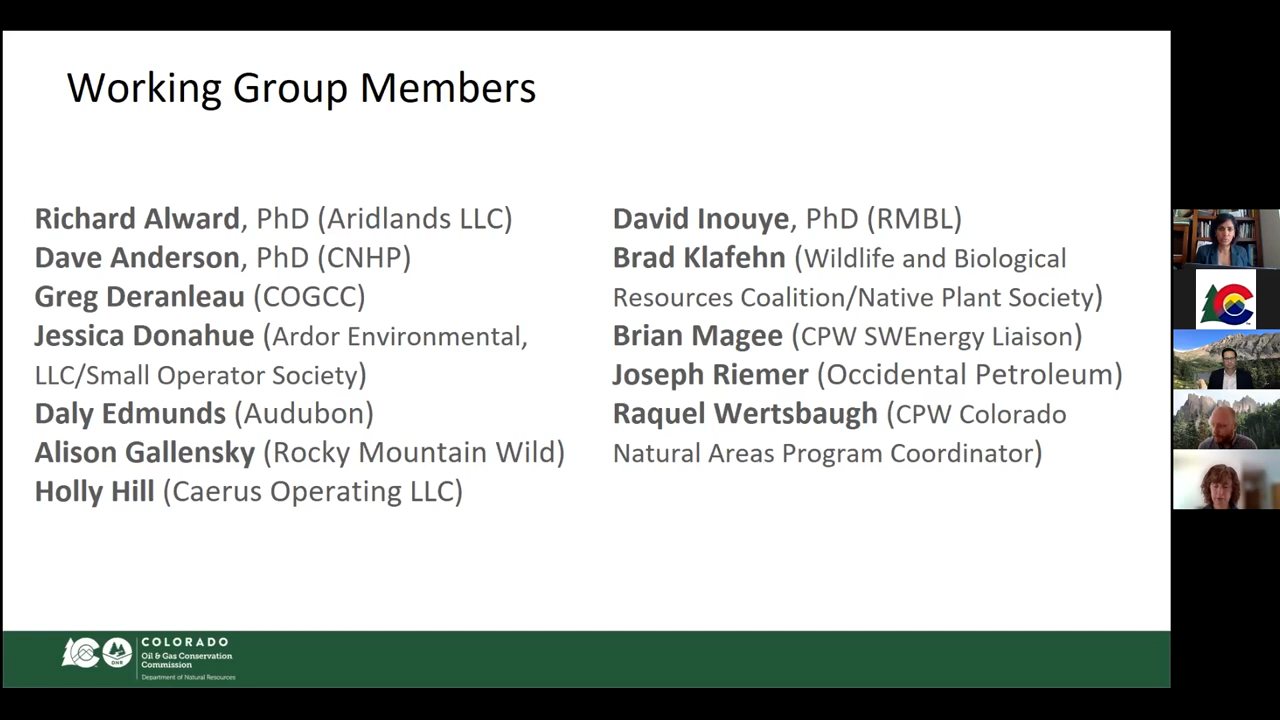 Working Group Members
Richard Alward, PhD (Aridlands LLC)
Dave Anderson, PhD (CNHP)
Greg Deranleau (COGCC)
Jessica Donahue (Ardor Environmental,
LLC/Small Operator Society)
Daly Edmunds (Audubon)
Alison Gallensky (Rocky Mountain Wild)
Holly Hill (Caerus Operating LLC)
David Inouye, PhD (RMBL)
Brad Klafehn (Wildlife and Biological
Resources Coalition/Native Plant Society)
Brian Magee (CPW SWEnergy Liaison)
Joseph Riemer (Occidental Petroleum)
Raquel Wertsbaugh (CPW Colorado
Natural Areas Program Coordinator)
COLORADO
Oil & Gas Conservation
Commission
Department of Natural Resources
DNR